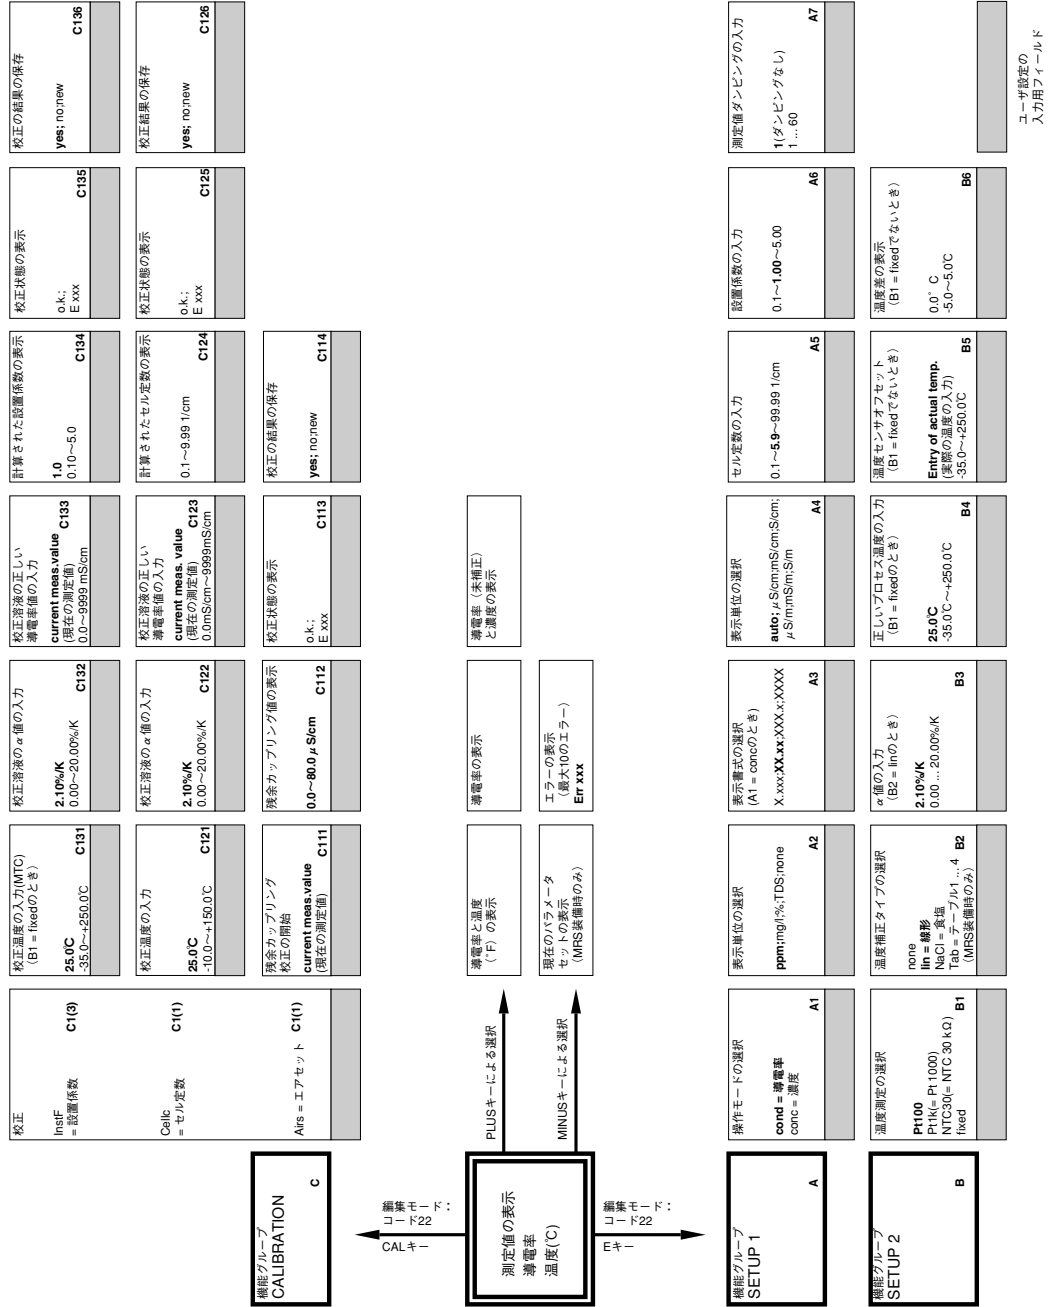 校正
InstF
= 設置係数
C1(3)
Cellc
= セル定数
C1(1)
Airs = エアセット C1(1)
校正温度の入力(MTC)
(B1 = fixedのとき)
C131
25.0℃
-35.0～+250.0℃
校正溶液のα値の入力
C132
2.10%/K
0.00～20.00%/K
校正溶液の正しい
導電率値の入力
C133
current meas.value
(現在の測定値)
0.0～9999 mS/cm
計算された設置係数の表示
C134
1.0
0.10～5.0
校正状態の表示
C135
o.k.;
E xxx
校正の結果の保存
C136
yes; no;new
校正温度の入力
C121
25.0℃
-10.0～+150.0℃
校正溶液のα値の入力
C122
2.10%/K
0.00～20.00%/K
校正溶液の正しい
導電率値の入力
C123
current meas. value
(現在の測定値)
0.0mS/cm～9999mS/cm
計算されたセル定数の表示
C124
0.1～9.99 1/cm
校正状態の表示
C125
o.k.;
E xxx
校正結果の保存
C126
yes; no;new
機能グループ
CALIBRATION
C
残余カップリング
校正の開始
C111
current meas.value
(現在の測定値)
残余カップリング値の表示
C112
0.0～80.0 μ S/cm
校正状態の表示
C113
o.k.;
E xxx
校正の結果の保存
C114
yes; no;new
編集モード：
コード22
CALキー
測定値の表示
導電率
温度(℃)
PLUSキーによる選択
導電率と温度
(°F) の表示
導電率の表示
導電率（未補正）
と濃度の表示
MINUSキーによる選択
現在のパラメータ
セットの表示
(MRS装備時のみ)
エラーの表示
(最大10のエラー)
Err xxx
編集モード：
コード22
Eキー
機能グループ
SETUP 1
A
操作モードの選択
cond = 導電率
conc = 濃度
A1
表示単位の選択
A2
ppm;mg/l;%;TDS;none
表示書式の選択
(A1 = concのとき)
A3
X.xxx;XX.xx;XXX.x;XXXX
表示単位の選択
A4
auto; μ S/cm;mS/cm;S/cm;
μ S/m;mS/m;S/m
セル定数の入力
A5
0.1～5.9～99.99 1/cm
設置係数の入力
A6
0.1～1.00～5.00
測定値ダンピングの入力
A7
1(ダンピングなし)
1 ... 60
機能グループ
SETUP 2
B
温度測定の選択
Pt100
Pt1k(= Pt 1000)
NTC30(= NTC 30 kΩ)
fixed
B1
温度補正タイプの選択
none
lin = 線形
NaCl = 食塩
Tab = テーブル1 ... 4
(MRS装備時のみ)
B2
α値の入力
(B2 = linのとき)
B3
2.10%/K
0.00 ... 20.00%/K
正しいプロセス温度の入力
(B1 = fixedのとき)
B4
25.0℃
-35.0℃～+250.0℃
温度センサオフセット
(B1 = fixedでないとき)
B5
Entry of actual temp.
(実際の温度の入力)
-35.0～+250.0℃
温度差の表示
(B1 = fixedでないとき)
B6
0.0° C
-5.0～5.0℃
ユーザ設定の
入力用フィールド